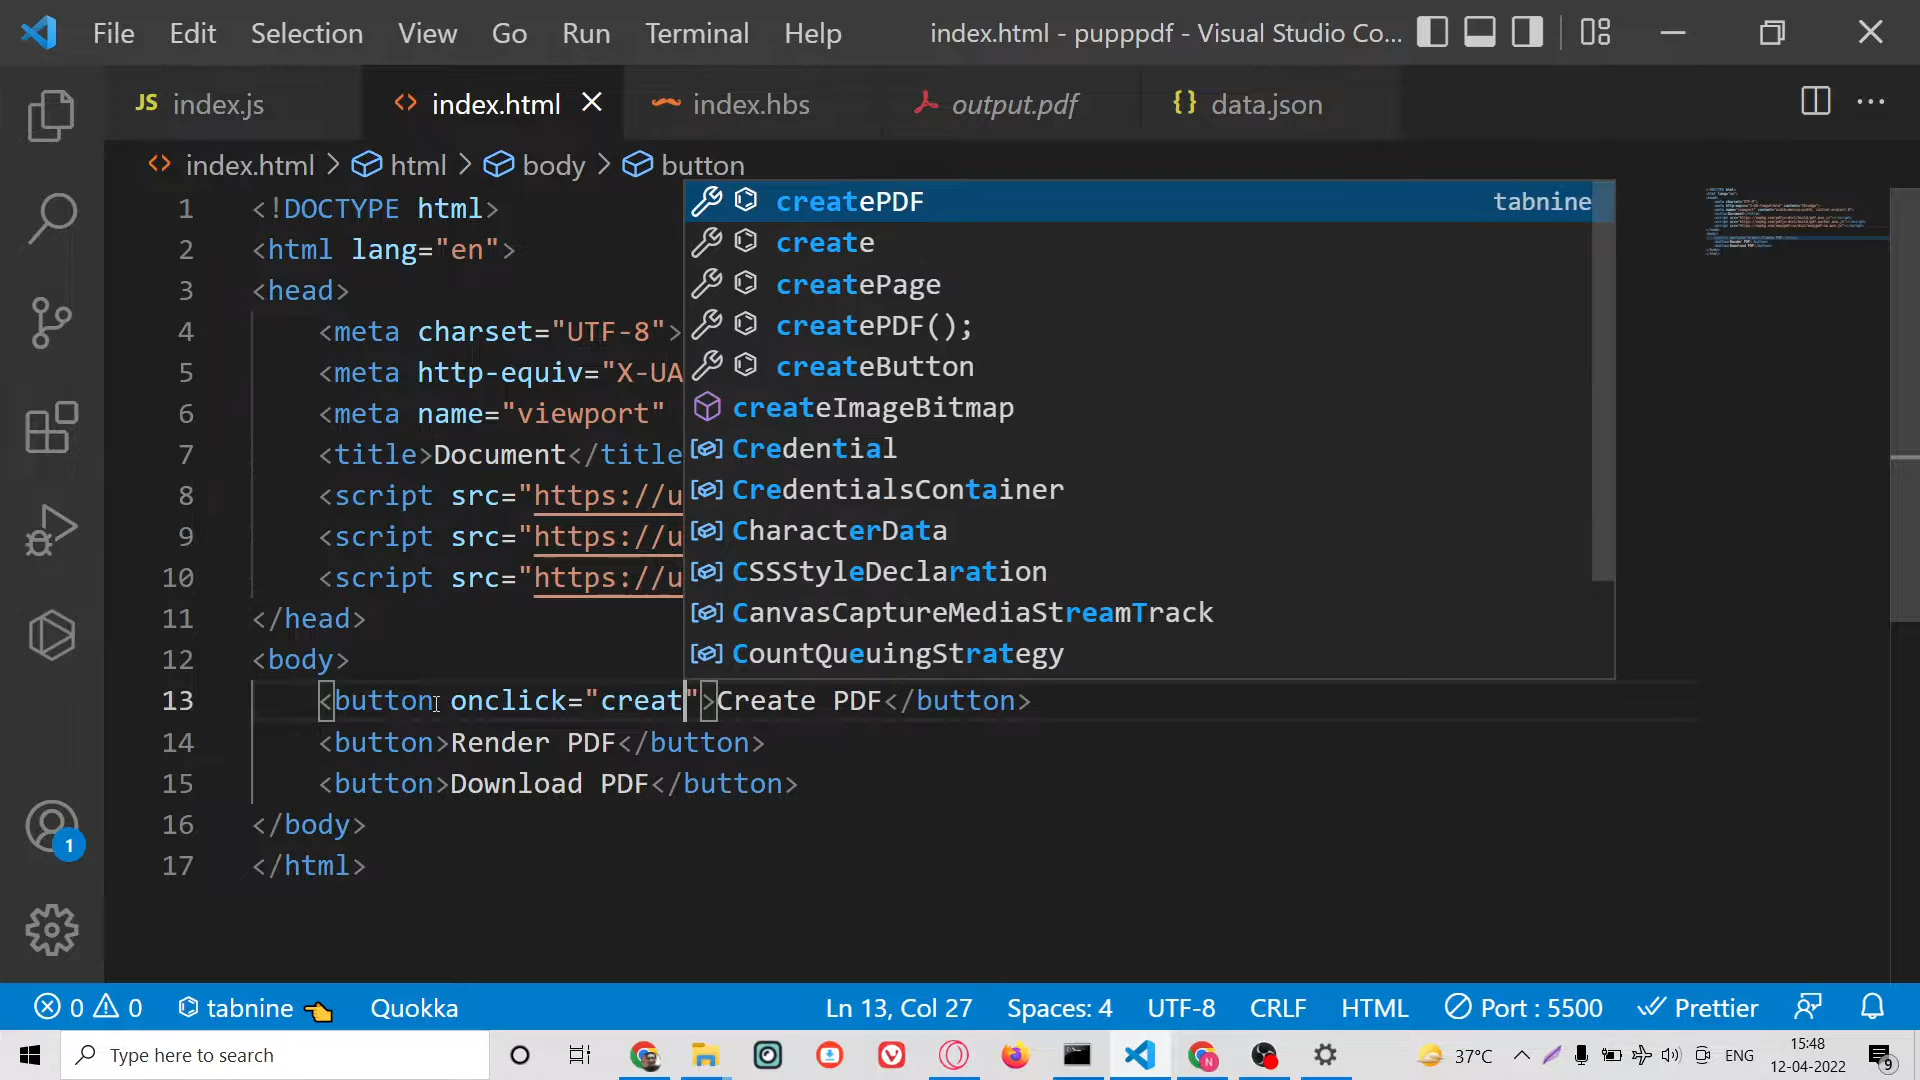 File Edit Selection View Go Run Terminal Help index.html - pupppdf - Visual Studio Co...
JS index.js
<> index.html
index.hbs
output.pdf
{} data.json
<> index.html > html > body > button
1 <!DOCTYPE html>
2 <html lang="en">
3 <head>
4 <meta charset="UTF-8">
5 <meta http-equiv="X-UA
6 <meta name="viewport"
7 <title>Document</title
8 <script src="https://u
9 <script src="https://u
10 <script src="https://u
11 </head>
12 <body>
13 <button onclick="creat">Create PDF</button>
14 <button>Render PDF</button>
15 <button>Download PDF</button>
16 </body>
17 </html>
createPDF tabnine
create
createPage
createPDF();
createButton
createImageBitmap
Credential
CredentialsContainer
CharacterData
CSSStyleDeclaration
CanvasCaptureMediaStreamTrack
CountQueuingStrategy
1
0 0 tabnine Quokka Ln 13, Col 27 Spaces: 4 UTF-8 CRLF HTML Port : 5500 Prettier
Type here to search
37°C
ENG
15:48
12-04-2022
9